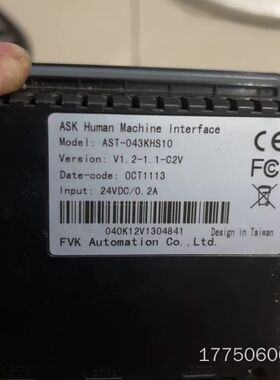 ASK Human Machine Interface
Model: AST-043KHS10
Version: V1.2-1.1-C2V
Date-code: OCT1113
Input: 24VDC/0.2A
CE
FC
040K12V1304841
Design in Taiwan
FVK Automation Co.,Ltd.
1775060